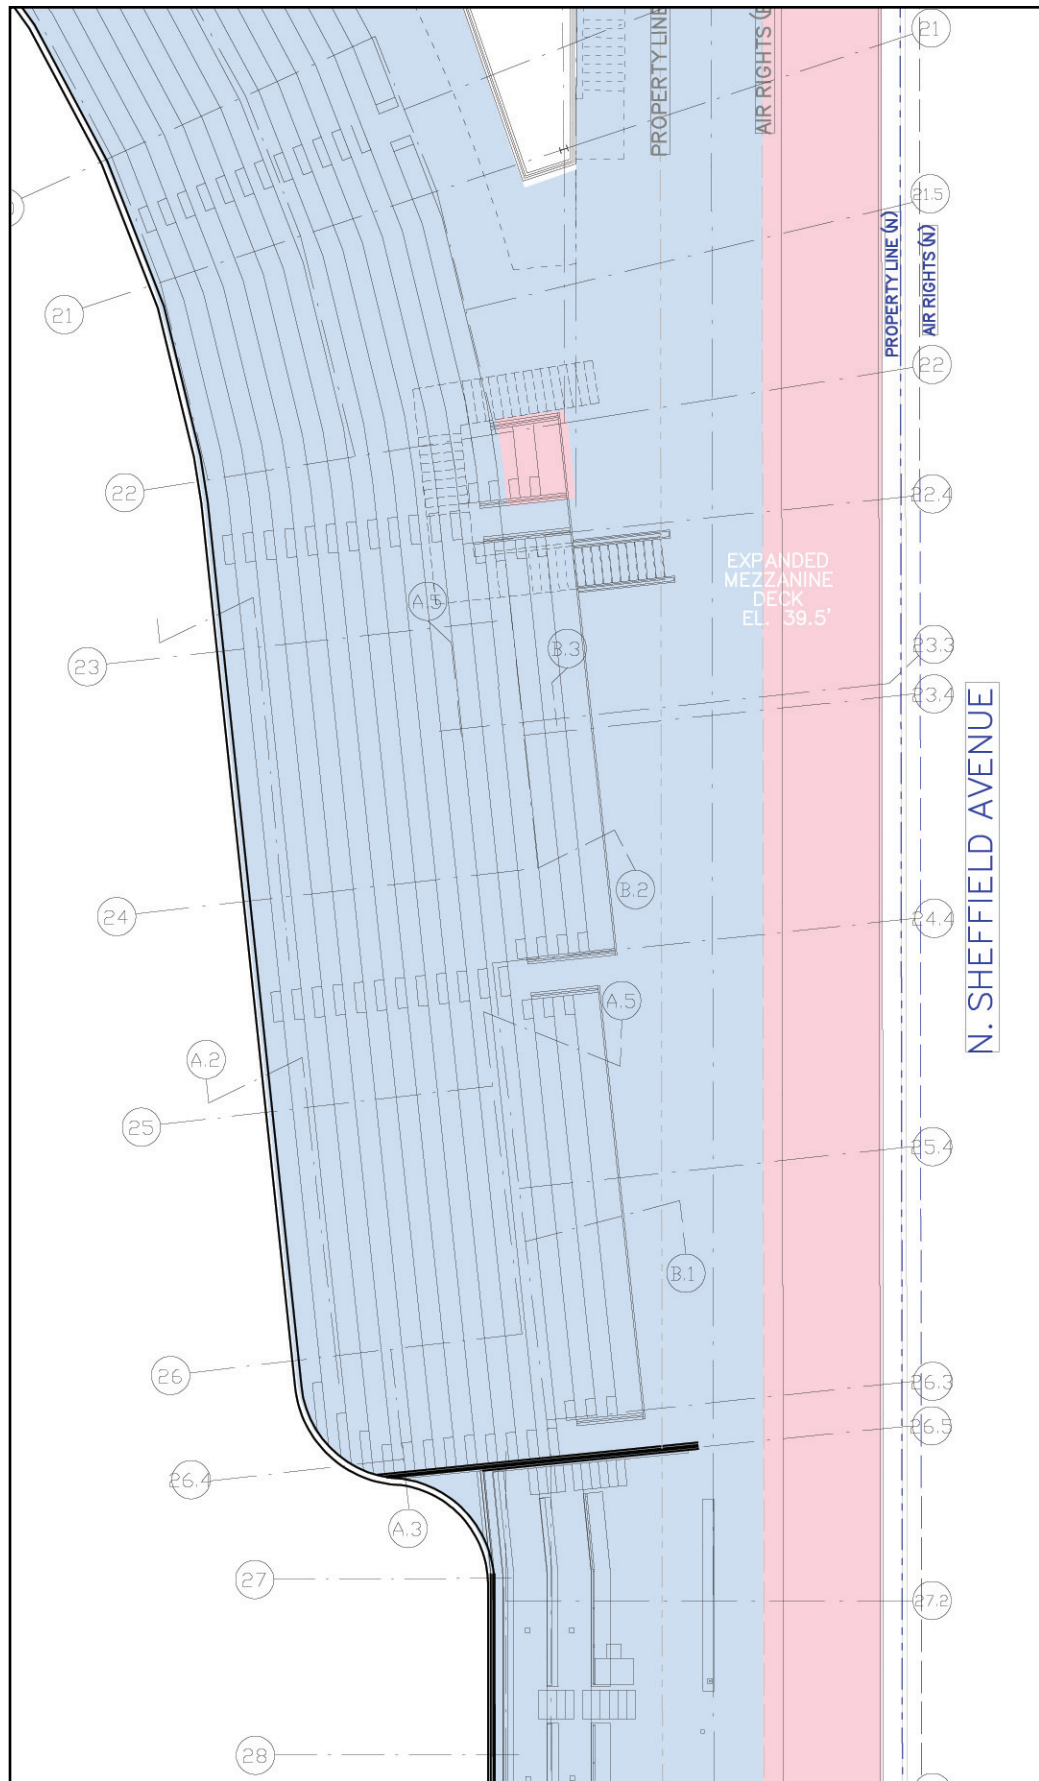 PROPERTY LINE
AIR RIGHTS (E
21
21.5
PROPERTY LINE (N)
AIR RIGHTS (N)
21
22
22
22.4
EXPANDED
MEZZANINE
DECK
EL. 39.5'
A.5
B.3
23
23.3
23.4
N. SHEFFIELD AVENUE
B.2
24
24.4
A.5
A.2
25
25.4
B.1
26
26.3
26.5
26.4
A.3
27
27.2
28